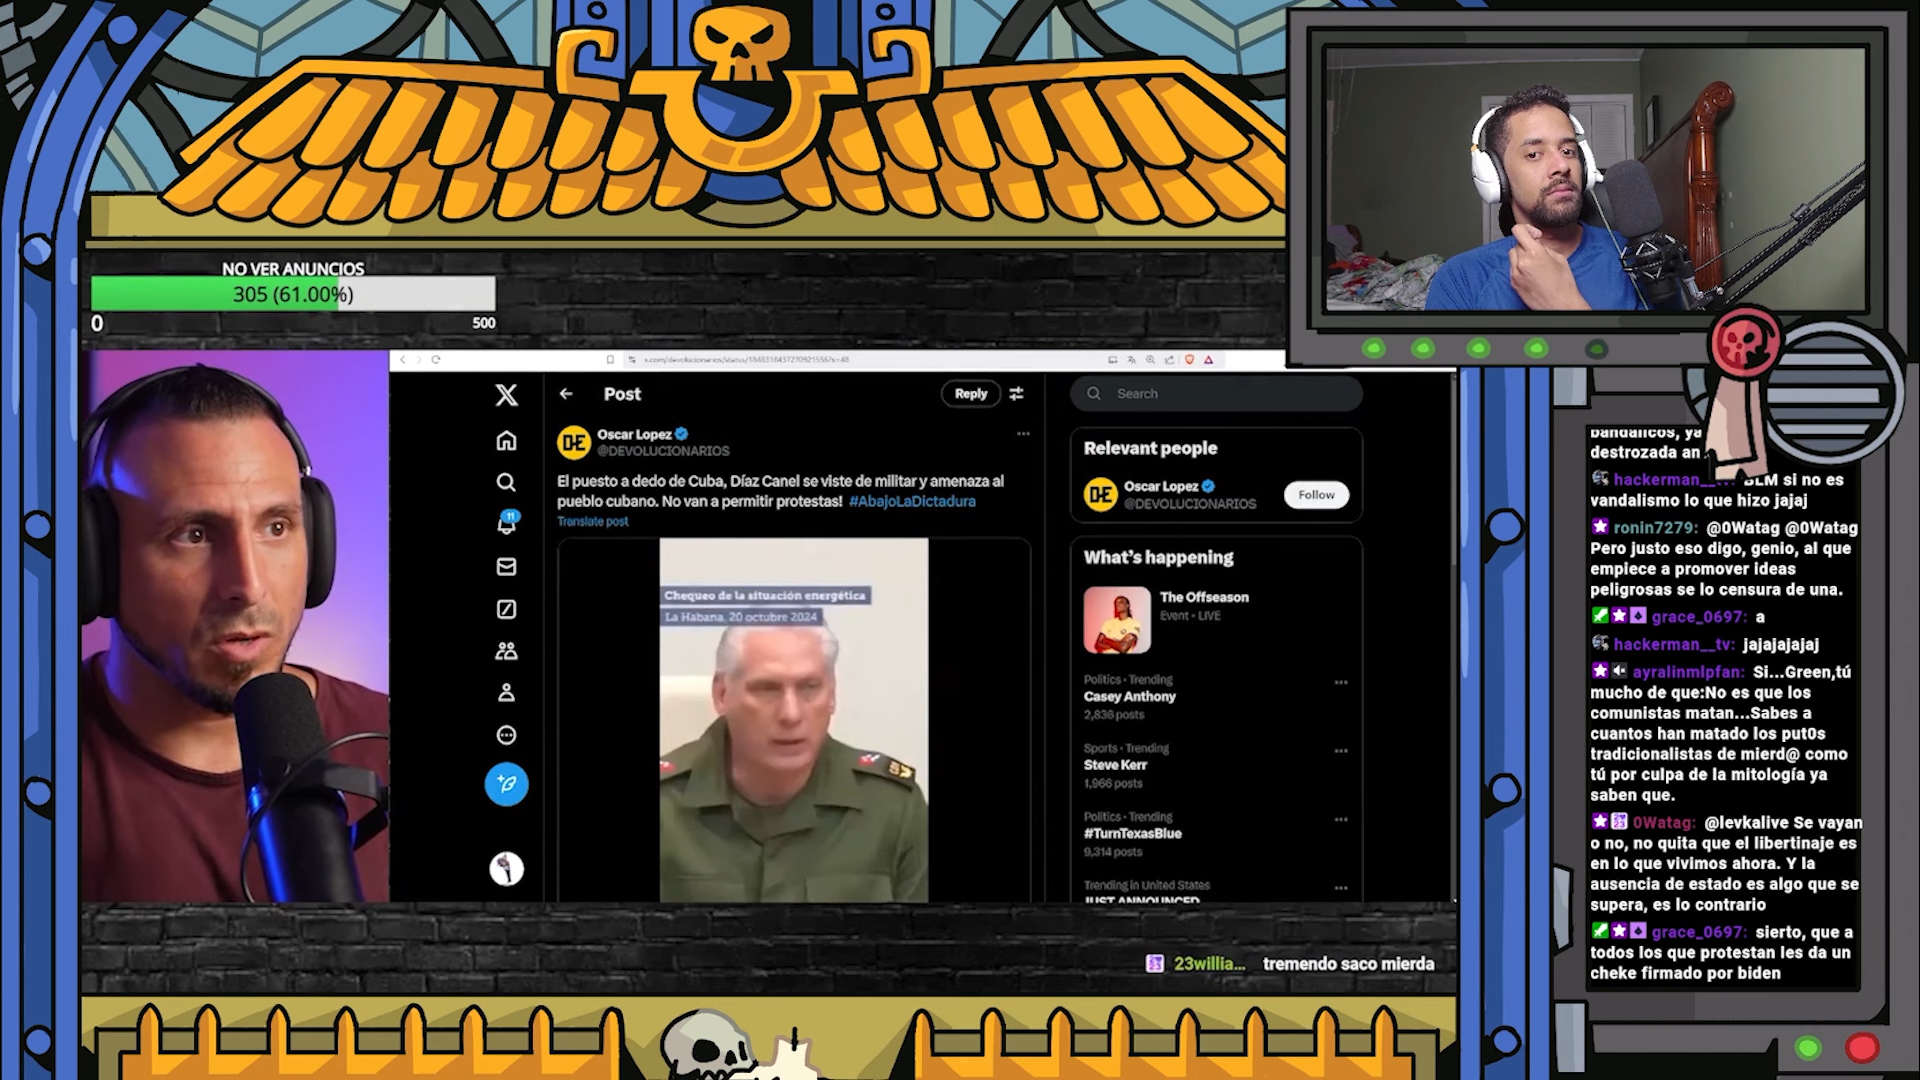 NO VER ANUNCIOS
305 (61.00%)
0
500
Post
Reply
Search
Oscar Lopez
@DEVOLUCIONARIOS
El puesto a dedo de Cuba, Díaz Canel se viste de militar y amenaza al
pueblo cubano. No van a permitir protestas! #AbajoLaDictadura
Translate post
11
DE
Chequeo de la situación energética
La Habana, 20 octubre 2024
Relevant people
DE
Oscar Lopez
@DEVOLUCIONARIOS
Follow
What's happening
The Offseason
Event • LIVE
Politics • Trending
Casey Anthony
2,836 posts
Sports • Trending
Steve Kerr
1,966 posts
Politics • Trending
#TurnTexasBlue
9,314 posts
Trending in United States
JUST ANNOUNCED
bandalicos, ya
destrozada an
hackerman__tv: BLM si no es
vandalismo lo que hizo jajaj
ronin7279: @0Watag @0Watag
Pero justo eso digo, genio, al que
empiece a promover ideas
peligrosas se lo censura de una.
grace_0697: a
hackerman__tv: jajajajajaj
ayralinmlpfan: Si...Green,tú
mucho de que:No es que los
comunistas matan...Sabes a
cuantos han matado los put0s
tradicionalistas de mierd@ como
tú por culpa de la mitología ya
saben que.
0Watag: @levkalive Se vayan
o no, no quita que el libertinaje es
en lo que vivimos ahora. Y la
ausencia de estado es algo que se
supera, es lo contrario
grace_0697: sierto, que a
todos los que protestan les da un
cheke firmado por biden
23willia... tremendo saco mierda